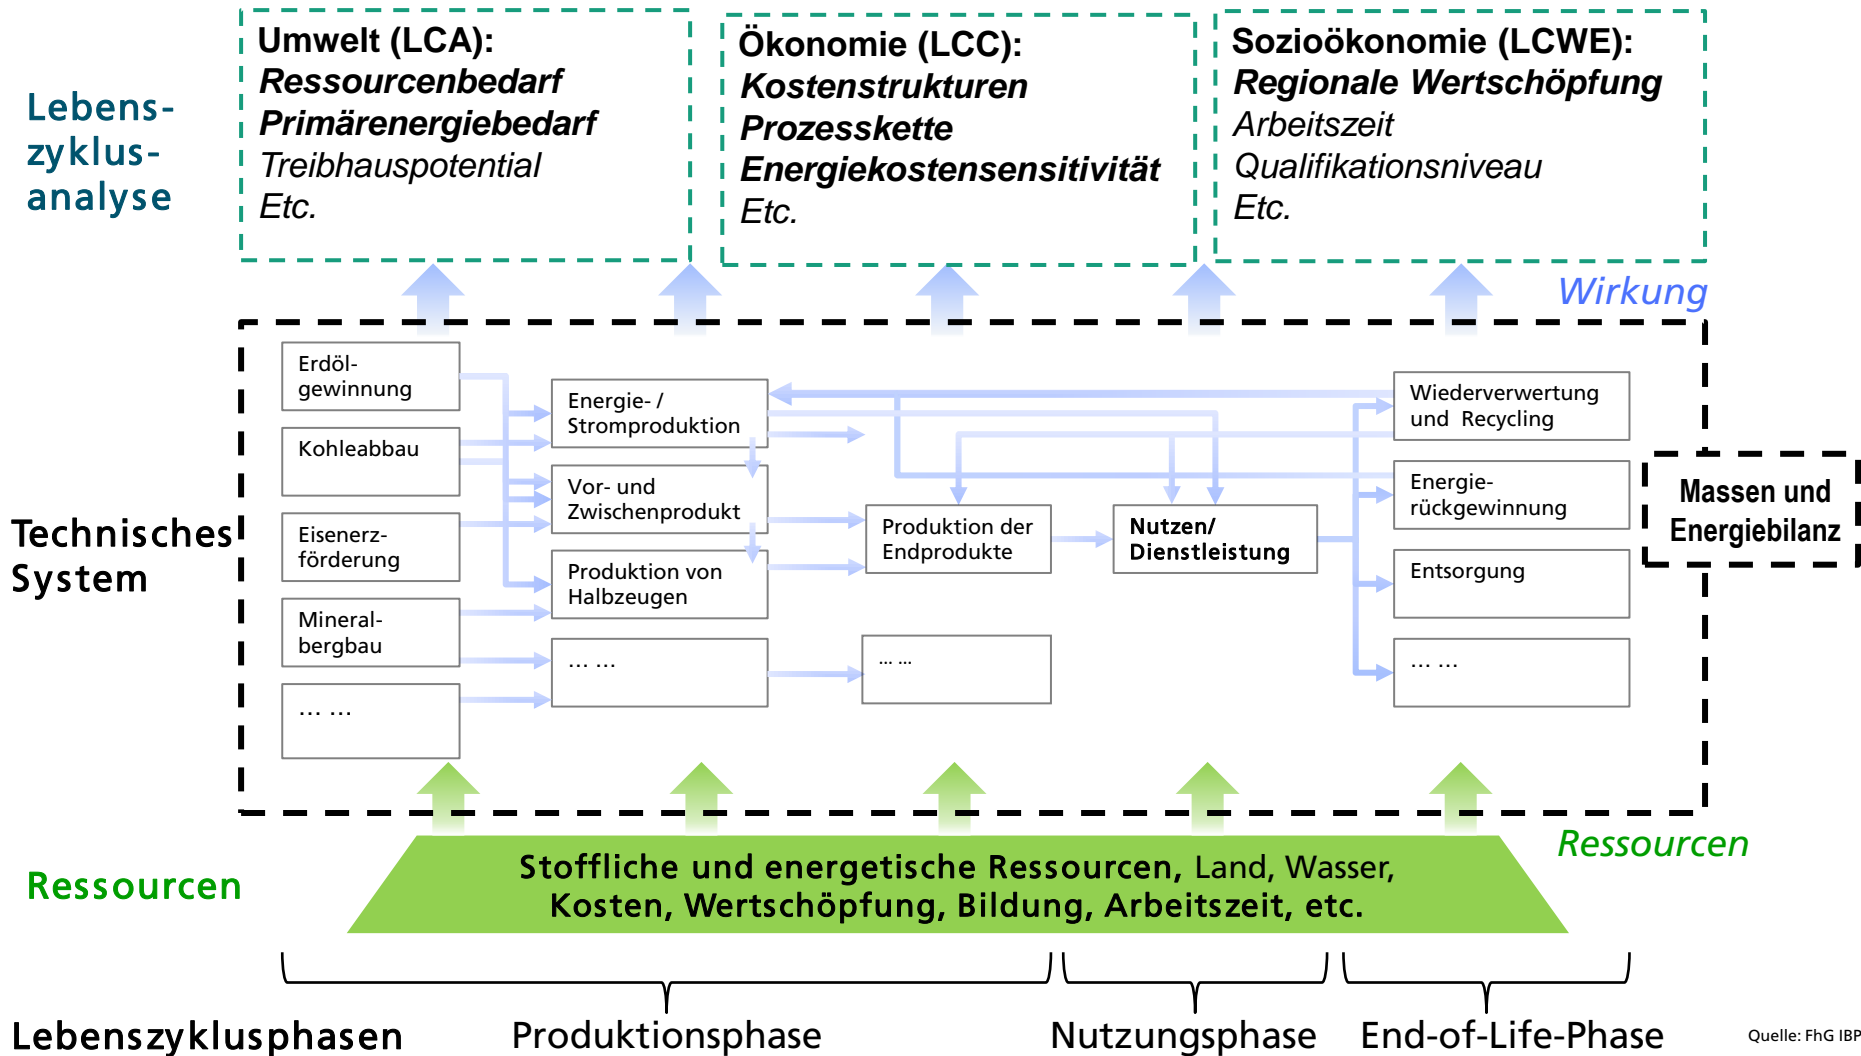 Lebens-
zyklus-
analyse
Umwelt (LCA):
Ressourcenbedarf
Primärenergiebedarf
Treibhauspotential
Etc.
Ökonomie (LCC):
Kostenstrukturen
Prozesskette
Energiekostensensitivität
Etc.
Sozioökonomie (LCWE):
Regionale Wertschöpfung
Arbeitszeit
Qualifikationsniveau
Etc.
Wirkung
Technisches
System
Erdöl-
gewinnung
Kohleabbau
Eisenerz-
förderung
Mineral-
bergbau
... ...
Energie- /
Stromproduktion
Vor- und
Zwischenprodukt
Produktion von
Halbzeugen
... ...
Produktion der
Endprodukte
... ...
Nutzen/
Dienstleistung
Wiederverwertung
und Recycling
Energie-
rückgewinnung
Entsorgung
... ...
Massen und
Energiebilanz
Ressourcen
Ressourcen
Stoffliche und energetische Ressourcen, Land, Wasser,
Kosten, Wertschöpfung, Bildung, Arbeitszeit, etc.
Lebenszyklusphasen
Produktionsphase
Nutzungsphase
End-of-Life-Phase
Quelle: FhG IBP